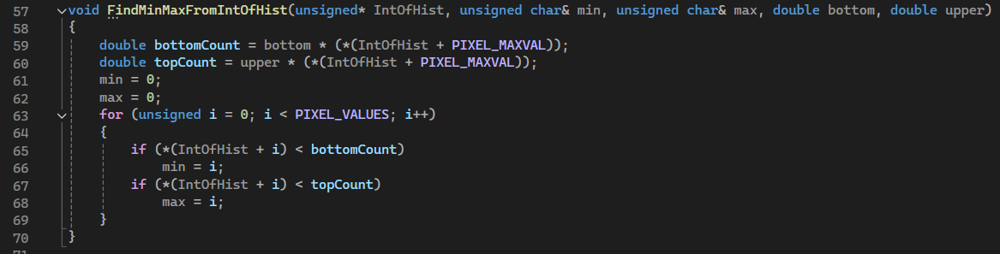 57 void FindMinMaxFromIntOfHist(unsigned* IntOfHist, unsigned char& min, unsigned char& max, double bottom, double upper)
58 {
59     double bottomCount = bottom * (*(IntOfHist + PIXEL_MAXVAL));
60     double topCount = upper * (*(IntOfHist + PIXEL_MAXVAL));
61     min = 0;
62     max = 0;
63     for (unsigned i = 0; i < PIXEL_VALUES; i++)
64     {
65         if (*(IntOfHist + i) < bottomCount)
66             min = i;
67         if (*(IntOfHist + i) < topCount)
68             max = i;
69     }
70 }